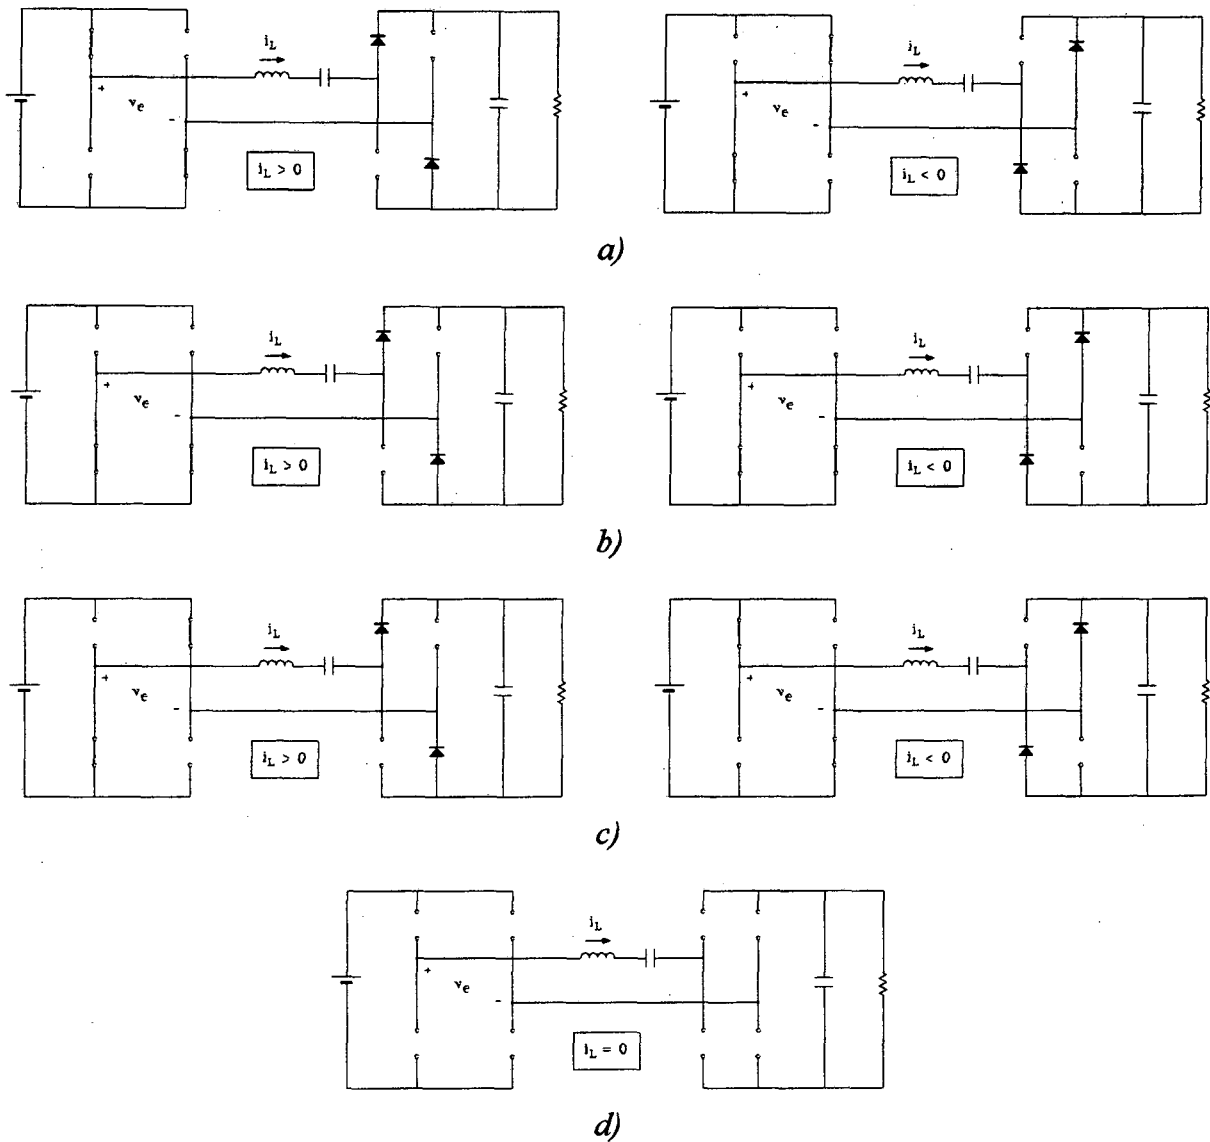 i_L i_L
+ v_e - + v_e -
i_L > 0 i_L < 0
a)
i_L i_L
+ v_e - + v_e -
i_L > 0 i_L < 0
b)
i_L i_L
+ v_e - + v_e -
i_L > 0 i_L < 0
c)
i_L
+ v_e -
i_L = 0
d)